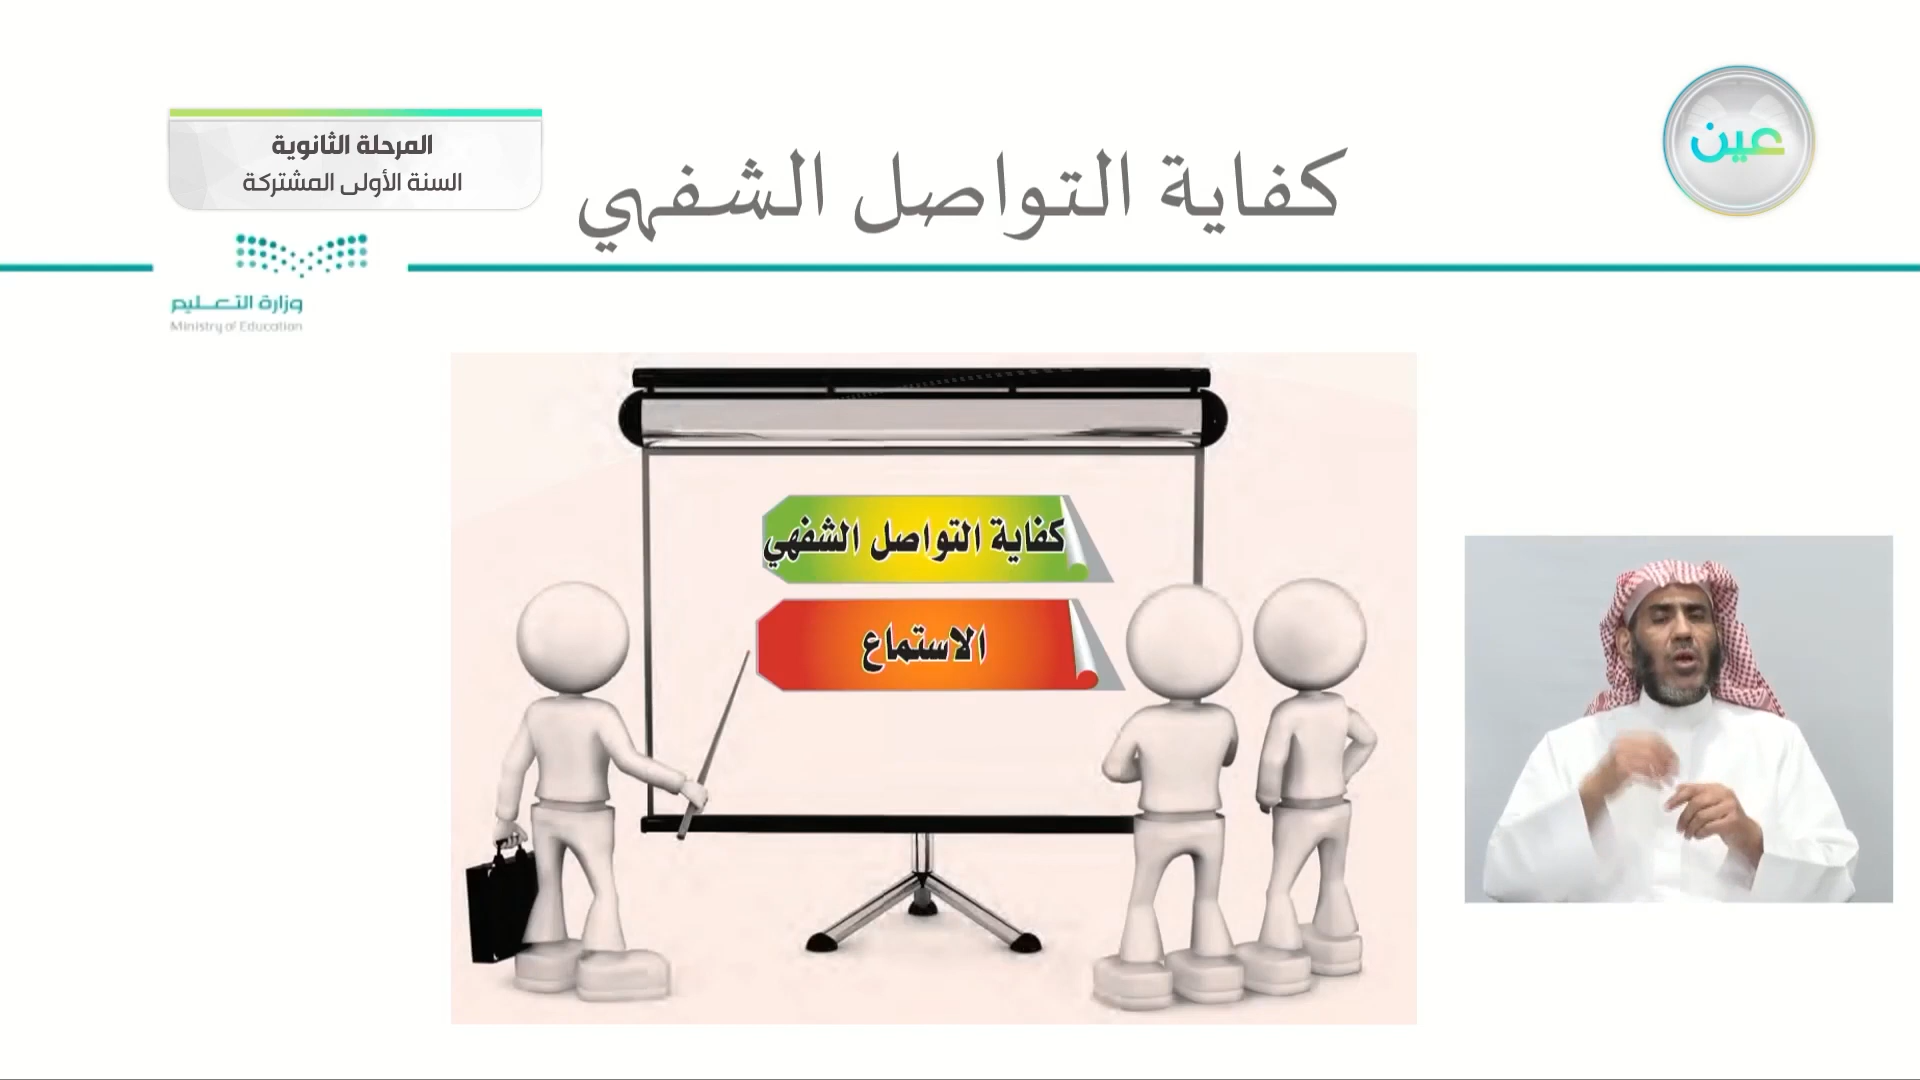 عين
كفاية التواصل الشفهي
المرحلة الثانوية
السنة الأولى المشتركة
وزارة التعليم
Ministry of Education
كفاية التواصل الشفهي
الاستماع